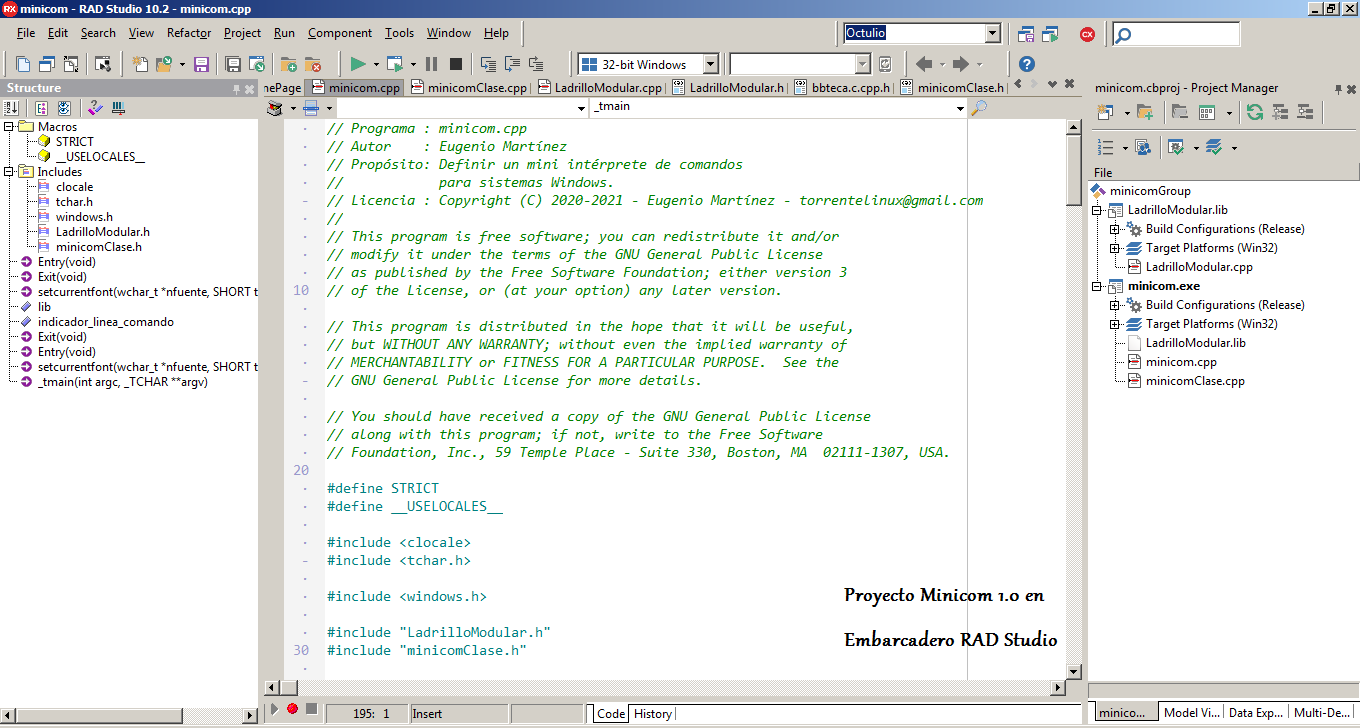 minicom - RAD Studio 10.2 - minicom.cpp
File Edit Search View Refactor Project Run Component Tools Window Help
Octulio
32-bit Windows
Structure
nePage minicom.cpp minicomClase.cpp LadrilloModular.cpp LadrilloModular.h bbteca.c.cpp.h minicomClase.h
minicom.cbproj - Project Manager
_tmain
Macros
STRICT
__USELOCALES__
Includes
clocale
tchar.h
windows.h
LadrilloModular.h
minicomClase.h
Entry(void)
Exit(void)
setcurrentfont(wchar_t *nfuente, SHORT t
lib
indicador_linea_comando
Exit(void)
Entry(void)
setcurrentfont(wchar_t *nfuente, SHORT t
_tmain(int argc, _TCHAR **argv)
// Programa : minicom.cpp
// Autor    : Eugenio Martínez
// Propósito: Definir un mini intérprete de comandos
//            para sistemas Windows.
// Licencia : Copyright (C) 2020-2021 - Eugenio Martínez - torrentelinux@gmail.com
//
// This program is free software; you can redistribute it and/or
// modify it under the terms of the GNU General Public License
// as published by the Free Software Foundation; either version 3
10 // of the License, or (at your option) any later version.
// This program is distributed in the hope that it will be useful,
// but WITHOUT ANY WARRANTY; without even the implied warranty of
// MERCHANTABILITY or FITNESS FOR A PARTICULAR PURPOSE.  See the
// GNU General Public License for more details.
// You should have received a copy of the GNU General Public License
// along with this program; if not, write to the Free Software
// Foundation, Inc., 59 Temple Place - Suite 330, Boston, MA  02111-1307, USA.
20
#define STRICT
#define __USELOCALES__
#include <clocale>
#include <tchar.h>
#include <windows.h>
#include "LadrilloModular.h"
30 #include "minicomClase.h"
Proyecto Minicom 1.0 en
Embarcadero RAD Studio
File
minicomGroup
LadrilloModular.lib
Build Configurations (Release)
Target Platforms (Win32)
LadrilloModular.cpp
minicom.exe
Build Configurations (Release)
Target Platforms (Win32)
LadrilloModular.lib
minicom.cpp
minicomClase.cpp
195: 1 Insert Code History
minico... Model Vi... Data Exp... Multi-De...